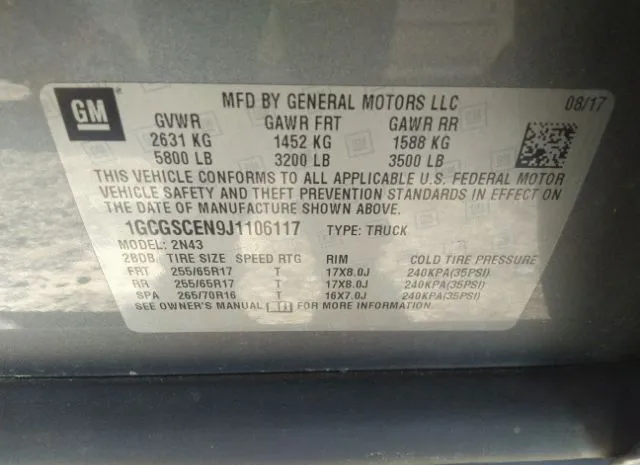 GM
MFD BY GENERAL MOTORS LLC 08/17
GVWR GAWR FRT GAWR RR
2631 KG 1452 KG 1588 KG
5800 LB 3200 LB 3500 LB
THIS VEHICLE CONFORMS TO ALL APPLICABLE U.S. FEDERAL MOTOR
VEHICLE SAFETY AND THEFT PREVENTION STANDARDS IN EFFECT ON
THE DATE OF MANUFACTURE SHOWN ABOVE.
1GCGSCEN9J1106117 TYPE: TRUCK
MODEL: 2N43
2BDB TIRE SIZE SPEED RTG RIM COLD TIRE PRESSURE
FRT 255/65R17 T 17X8.0J 240KPA(35PSI)
RR 255/65R17 T 17X8.0J 240KPA(35PSI)
SPA 265/70R16 T 16X7.0J 240KPA(35PSI)
SEE OWNER'S MANUAL FOR MORE INFORMATION.